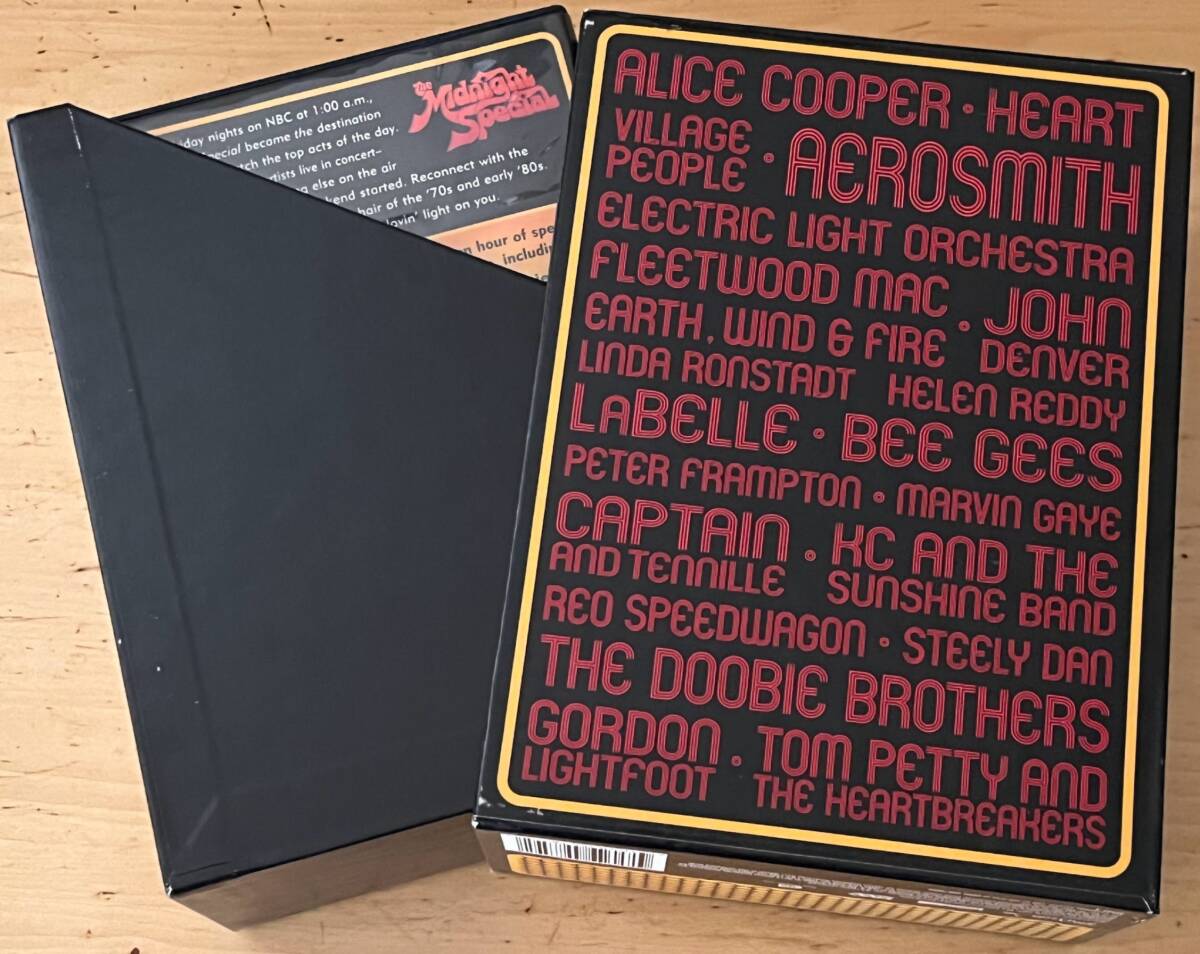 the
Midnight
Special
day nights on NBC at 1:00 a.m.,
pecial became the destination
tch the top acts of the day.
tists live in concert–
g else on the air
kend started. Reconnect with the
hair of the '70s and early '80s.
lovin' light on you.
n hour of spe
includi
ALICE COOPER • HEART
VILLAGE PEOPLE • AEROSMITH
ELECTRIC LIGHT ORCHESTRA
FLEETWOOD MAC • JOHN DENVER
EARTH, WIND & FIRE
LINDA RONSTADT HELEN REDDY
LaBELLE • BEE GEES
PETER FRAMPTON • MARVIN GAYE
CAPTAIN AND TENNILLE • KC AND THE SUNSHINE BAND
REO SPEEDWAGON • STEELY DAN
THE DOOBIE BROTHERS
GORDON LIGHTFOOT • TOM PETTY AND THE HEARTBREAKERS